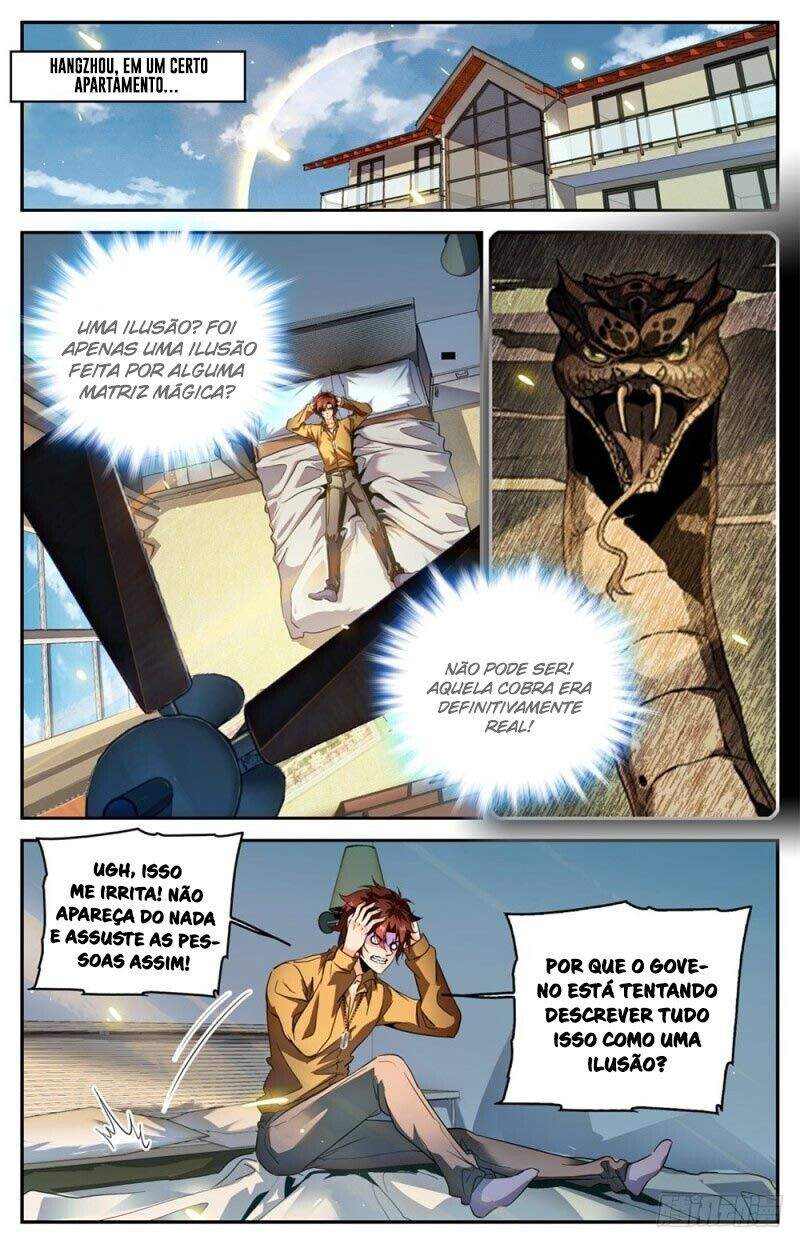 HANGZHOU, EM UM CERTO
APARTAMENTO...
UMA ILUSÃO? FOI
APENAS UMA ILUSÃO
FEITA POR ALGUMA
MATRIZ MÁGICA?
NÃO PODE SER!
AQUELA COBRA ERA
DEFINITIVAMENTE
REAL!
UGH, ISSO
ME IRRITA! NÃO
APAREÇA DO NADA
E ASSUSTE AS PES-
SOAS ASSIM!
POR QUE O GOVE-
NO ESTÁ TENTANDO
DESCREVER TUDO
ISSO COMO UMA
ILUSÃO?